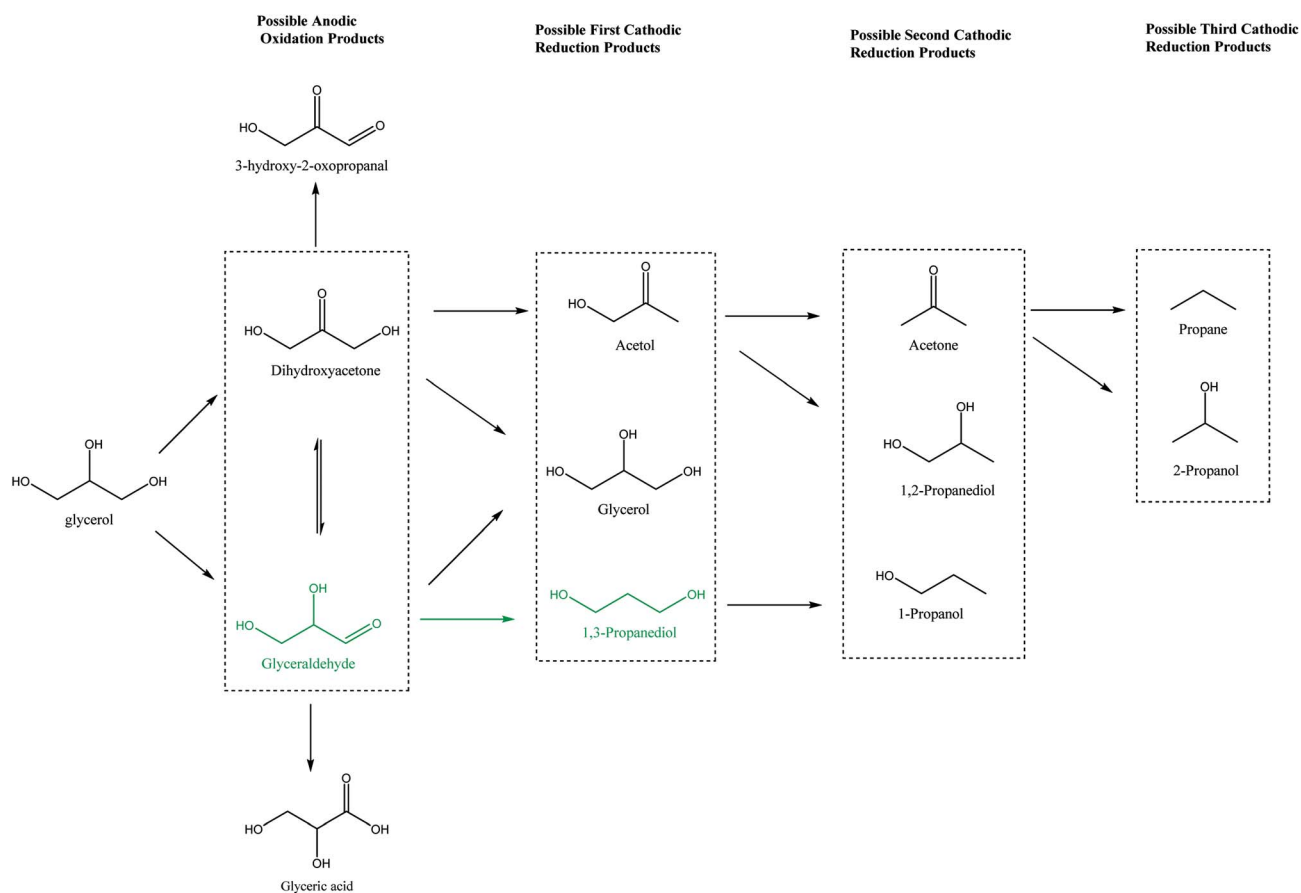 Possible Anodic
Oxidation Products
Possible First Cathodic
Reduction Products
Possible Second Cathodic
Reduction Products
Possible Third Cathodic
Reduction Products
O
HO
O
3-hydroxy-2-oxopropanal
O
HO
OH
Dihydroxyacetone
O
HO
Acetol
O
Acetone
Propane
OH
HO
OH
glycerol
OH
HO
OH
Glycerol
OH
HO
1,2-Propanediol
OH
2-Propanol
OH
HO
O
Glyceraldehyde
HO
OH
1,3-Propanediol
HO
1-Propanol
O
HO
OH
OH
Glyceric acid